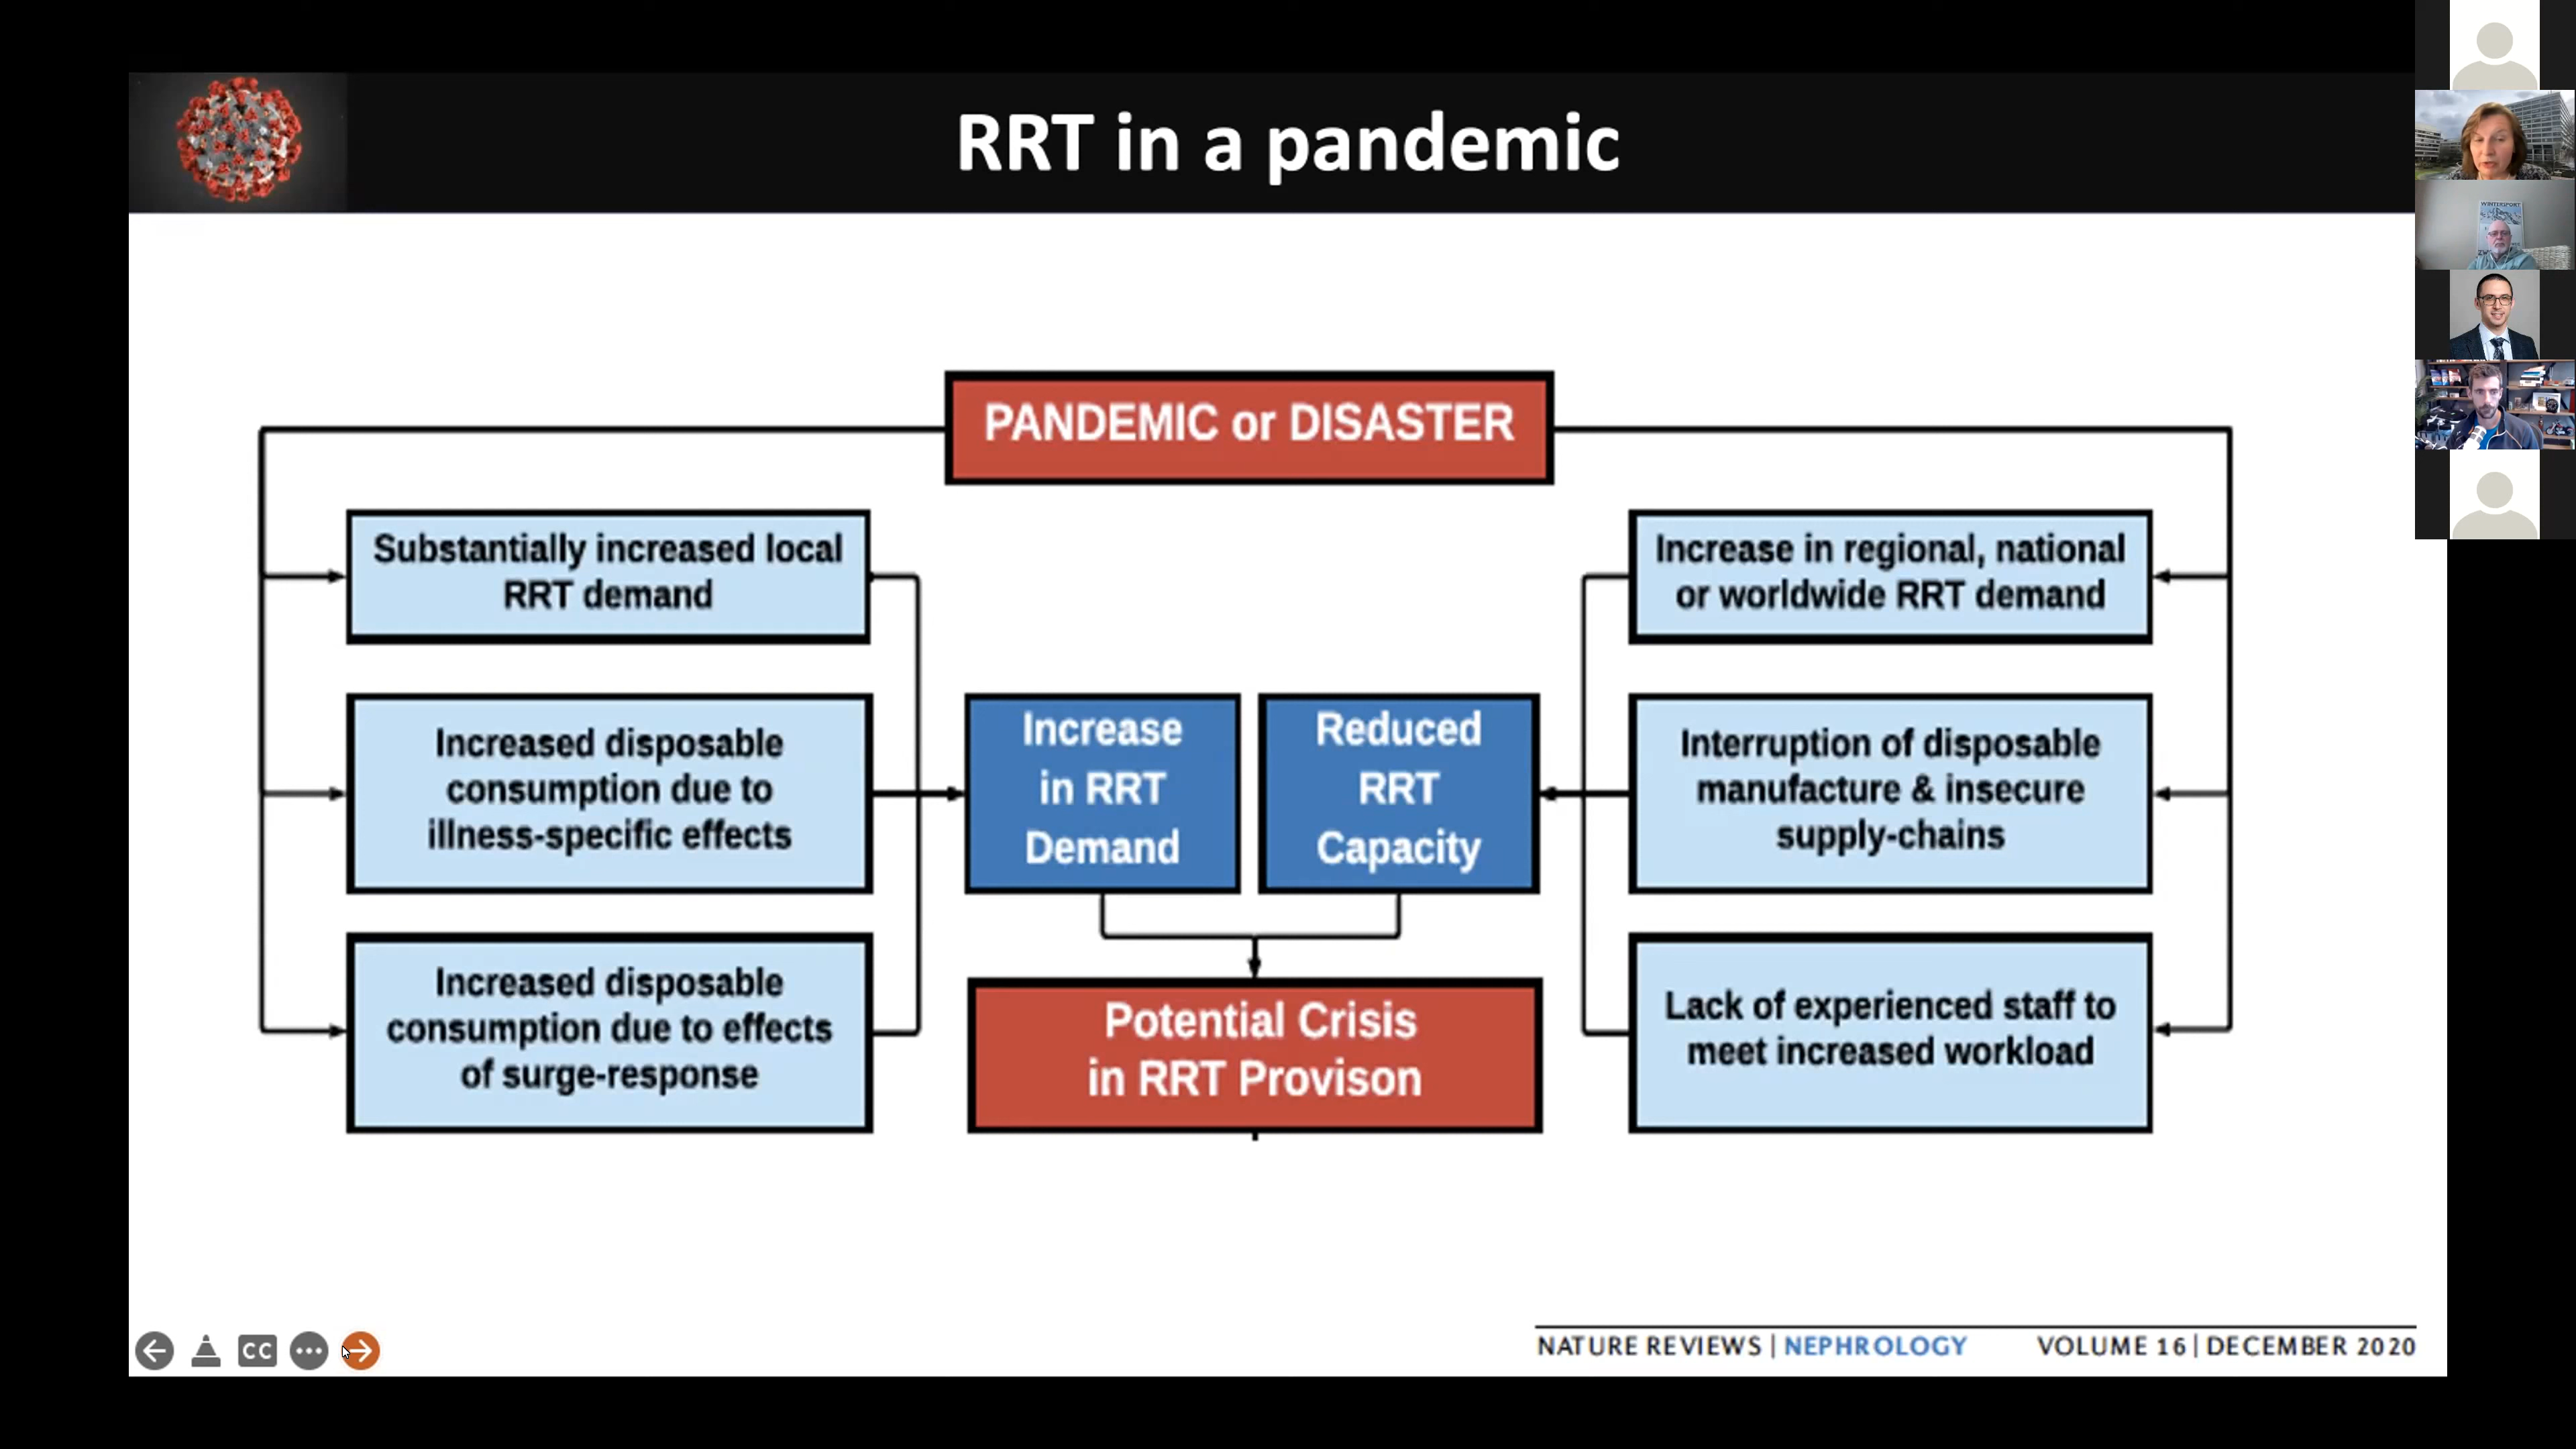 RRT in a pandemic
PANDEMIC or DISASTER
Substantially increased local
RRT demand
Increased disposable
consumption due to
illness-specific effects
Increased disposable
consumption due to effects
of surge-response
Increase
in RRT
Demand
Reduced
RRT
Capacity
Potential Crisis
in RRT Provison
Increase in regional, national
or worldwide RRT demand
Interruption of disposable
manufacture & insecure
supply-chains
Lack of experienced staff to
meet increased workload
CC
NATURE REVIEWS | NEPHROLOGY VOLUME 16 | DECEMBER 2020
WINTERSPORT